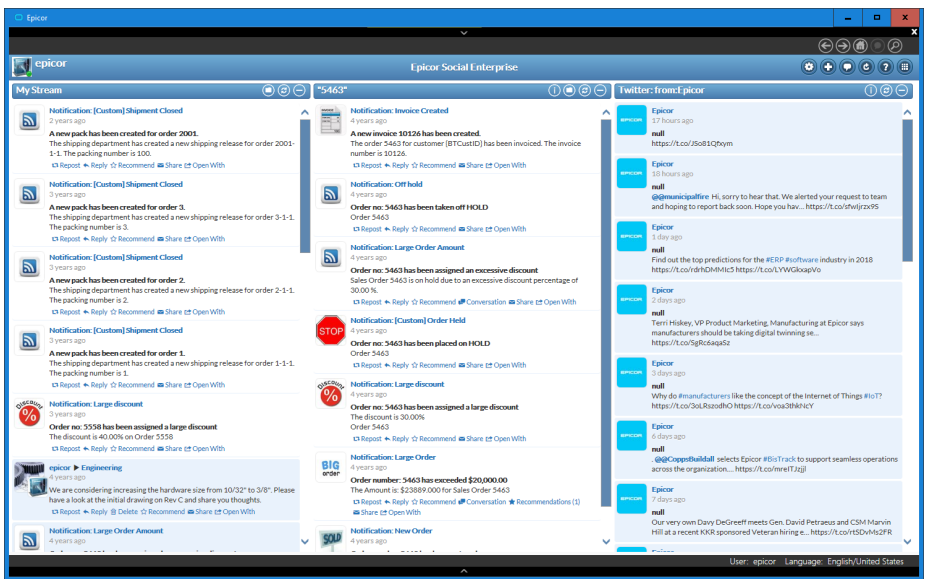 Epicor
epicor
Epicor Social Enterprise
My Stream
Notification: [Custom] Shipment Closed
2 years ago
A new pack has been created for order 2001.
The shipping department has created a new shipping release for order 2001-
1-1. The packing number is 100.
Repost Reply Recommend Share Open With
Notification: [Custom] Shipment Closed
3 years ago
A new pack has been created for order 3.
The shipping department has created a new shipping release for order 3-1-1.
The packing number is 3.
Repost Reply Recommend Share Open With
Notification: [Custom] Shipment Closed
3 years ago
A new pack has been created for order 2.
The shipping department has created a new shipping release for order 2-1-1.
The packing number is 2.
Repost Reply Recommend Share Open With
Notification: [Custom] Shipment Closed
3 years ago
A new pack has been created for order 1.
The shipping department has created a new shipping release for order 1-1-1.
The packing number is 1.
Repost Reply Recommend Share Open With
Discount
%
Notification: Large discount
3 years ago
Order no: 5558 has been assigned a large discount
The discount is 40.00% on Order 5558
Repost Reply Recommend Share Open With
epicor ▶ Engineering
4 years ago
We are considering increasing the hardware size from 10/32" to 3/8". Please
have a look at the initial drawing on Rev C and share you thoughts.
Repost Reply Delete Recommend Share Open With
Notification: Large Order Amount
4 years ago
"5463"
Notification: Invoice Created
4 years ago
A new invoice 10126 has been created.
The order 5463 for customer {BTCustID} has been invoiced. The invoice
number is 10126.
Repost Reply Recommend Share Open With
Notification: Off hold
4 years ago
Order no: 5463 has been taken off HOLD
Order 5463
Repost Reply Recommend Share Open With
Notification: Large Order Amount
4 years ago
Order no: 5463 has been assigned an excessive discount
Sales Order 5463 is on hold due to an excessive discount percentage of
30.00 %.
Repost Reply Recommend Conversation Share Open With
STOP
Notification: [Custom] Order Held
4 years ago
Order no: 5463 has been placed on HOLD
Order 5463
Repost Reply Recommend Share Open With
Discount
%
Notification: Large discount
4 years ago
Order no: 5463 has been assigned a large discount
The discount is 30.00%
Order 5463
Repost Reply Recommend Share Open With
BIG
order
Notification: Large Order
4 years ago
Order number: 5463 has exceeded $20,000.00
The Amount is: $23889.000 for Sales Order 5463
Repost Reply Recommend Conversation Recommendations (1)
Share Open With
SOLD
Notification: New Order
4 years ago
Twitter: from:Epicor
EPICOR
Epicor
17 hours ago
null
https://t.co/JSo81Qfxym
EPICOR
Epicor
18 hours ago
null
@@municipalfire Hi, sorry to hear that. We alerted your request to team
and hoping to report back soon. Hope you hav... https://t.co/sfwljrzx9S
EPICOR
Epicor
1 day ago
null
Find out the top predictions for the #ERP #software industry in 2018
https://t.co/rdrhDMMIc5 https://t.co/LYWGloapVo
EPICOR
Epicor
2 days ago
null
Terri Hiskey, VP Product Marketing, Manufacturing at Epicor says
manufacturers should be taking digital twinning se...
https://t.co/SgRc6aqaSz
EPICOR
Epicor
3 days ago
null
Why do #manufacturers like the concept of the Internet of Things #IoT?
https://t.co/3oLRszodhO https://t.co/voa3thkNcY
EPICOR
Epicor
6 days ago
null
. @@CoppsBuildall selects Epicor #BisTrack to support seamless operations
across the organization.... https://t.co/mreITJzjjl
EPICOR
Epicor
7 days ago
null
Our very own Davy DeGreeff meets Gen. David Petraeus and CSM Marvin
Hill at a recent KKR sponsored Veteran hiring e... https://t.co/rtSDvMs2FR
User: epicor Language: English/United States